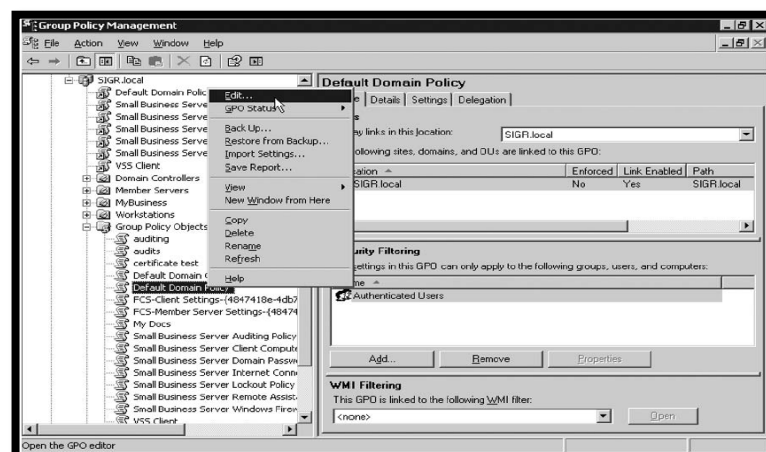 Group Policy Management
File Action View Window Help
SIGR.local
Default Domain Polic
Small Business Serve
Small Business Serve
Small Business Serve
Small Business Serve
Small Business Serve
VSS Client
Domain Controllers
Member Servers
MyBusiness
Workstations
Group Policy Objects
auditing
audits
certificate test
Default Domain
Default Domain Policy
FCS-Client Settings-{4847418e-4db7
FCS-Member Server Settings-{48474
My Docs
Small Business Server Auditing Policy
Small Business Server Client Compute
Small Business Server Domain Passw
Small Business Server Internet Conne
Small Business Server Lockout Policy
Small Business Server Remote Assist
Small Business Server Windows Firew
VSS Client
Edit...
GPO Status
Back Up...
Restore from Backup...
Import Settings...
Save Report...
View
New Window from Here
Copy
Delete
Rename
Refresh
Help
Default Domain Policy
Details Settings Delegation
ay links in this location: SIGR.local
ollowing sites, domains, and OUs are linked to this GPO:
ation Enforced Link Enabled Path
SIGR.local No Yes SIGR.local
urity Filtering
ettings in this GPO can only apply to the following groups, users, and computers:
me
Authenticated Users
Add... Remove Properties
WMI Filtering
This GPO is linked to the following WMI filter:
<none> Open
Open the GPO editor